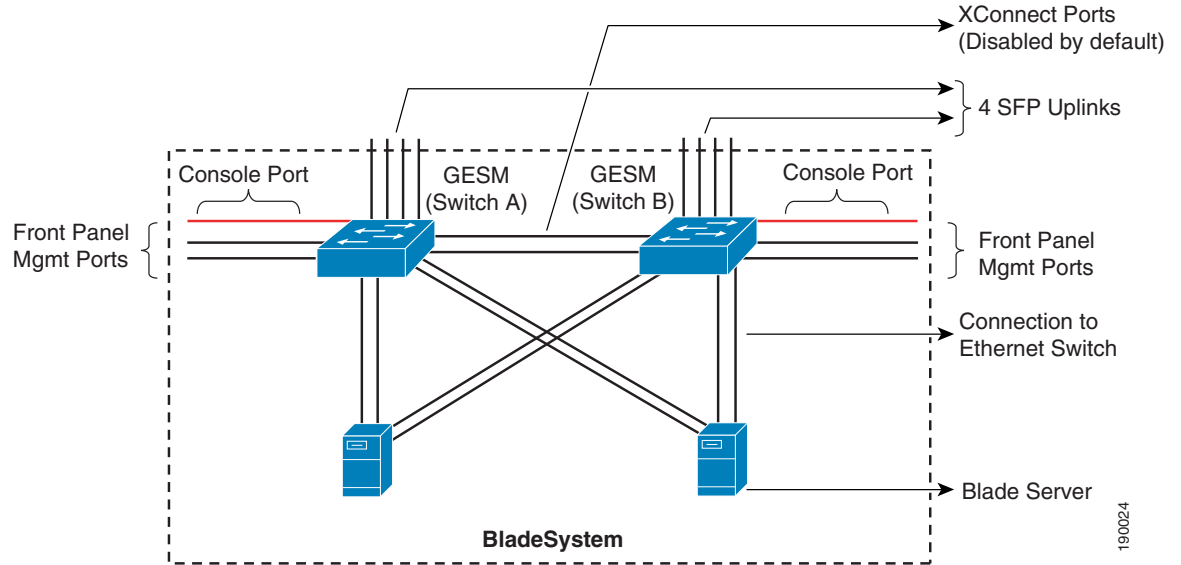 XConnect Ports
(Disabled by default)
4 SFP Uplinks
Console Port
GESM
(Switch A)
GESM
(Switch B)
Console Port
Front Panel
Mgmt Ports
Front Panel
Mgmt Ports
Connection to
Ethernet Switch
Blade Server
BladeSystem
190024